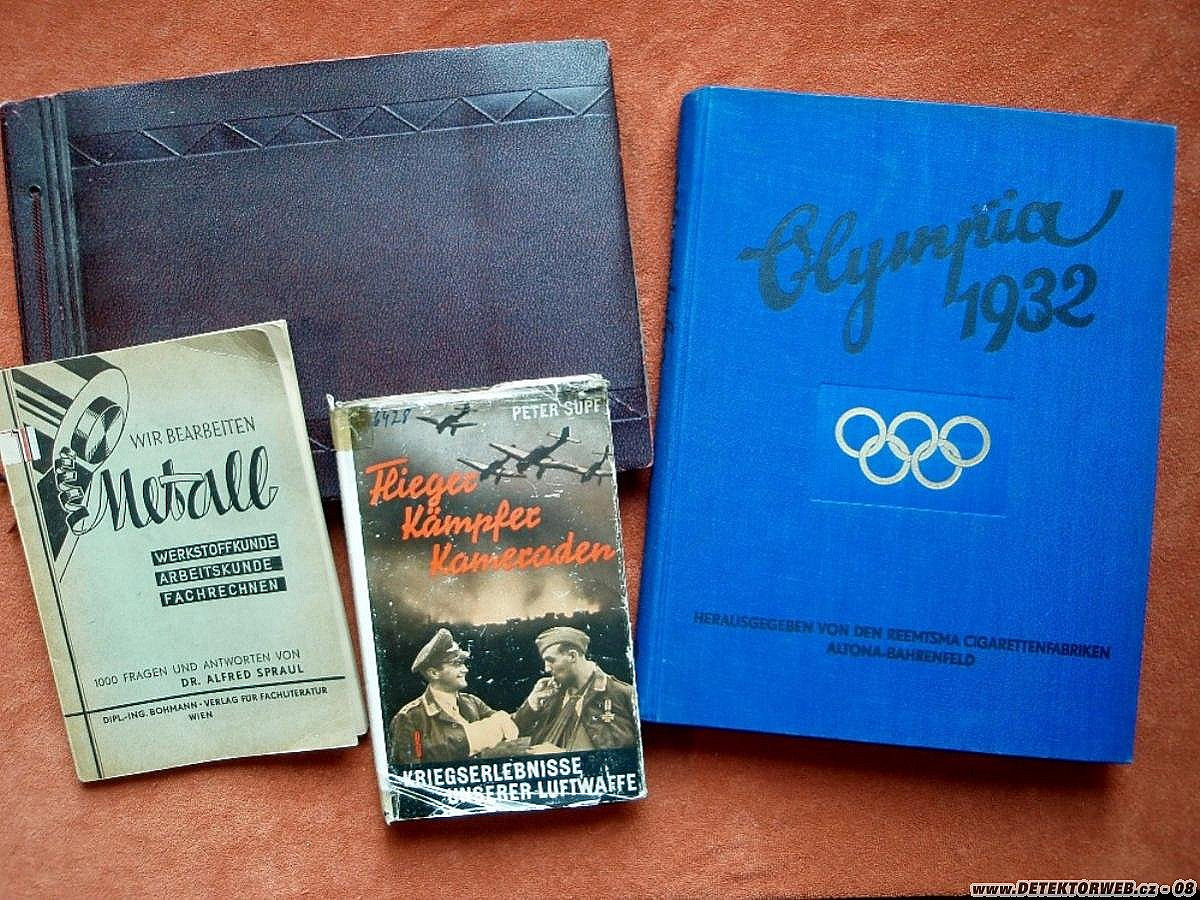 WIR BEARBEITEN
Metall
WERKSTOFFKUNDE
ARBEITSKUNDE
FACHRECHNEN
1000 FRAGEN UND ANTWORTEN VON
DR. ALFRED SPRAUL
DIPL.-ING. BOHMANN - VERLAG FÜR FACHLITERATUR
WIEN
6428
PETER SUPF
Flieger
Kämpfer
Kameraden
KRIEGSERLEBNISSE
UNSERER LUFTWAFFE
Olympia
1932
HERAUSGEGEBEN VON DEN REEMTSMA CIGARETTENFABRIKEN
ALTONA-BAHRENFELD
www.DETEKTORWEB.cz - 08